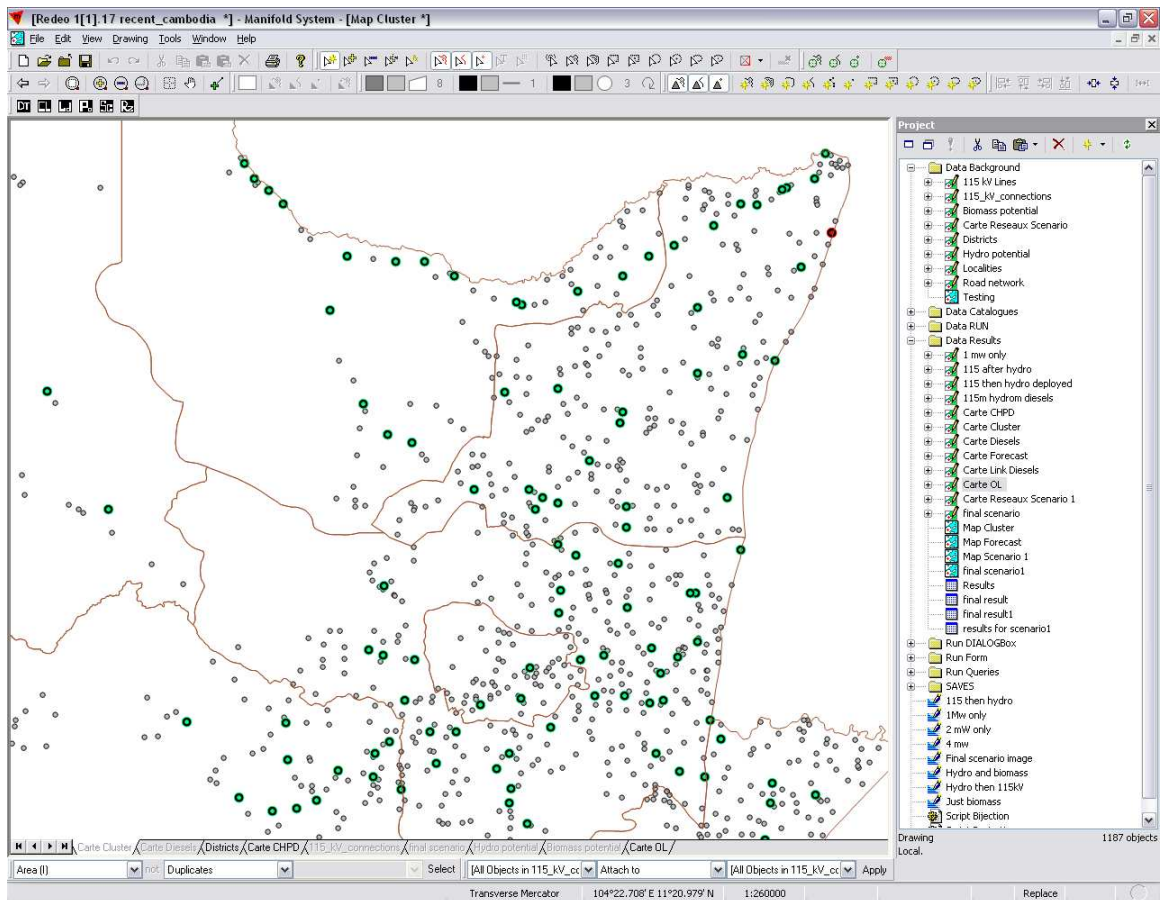 [Redeo 1[1].17 recent_cambodia *] - Manifold System - [Map Cluster *]
File Edit View Drawing Tools Window Help
8 1 3
Project
Data Background
115 kV Lines
115_kV_connections
Biomass potential
Carte Reseaux Scenario
Districts
Hydro potential
Localities
Road network
Testing
Data Catalogues
Data RUN
Data Results
1 mw only
115 after hydro
115 then hydro deployed
115m hydrom diesels
Carte CHPD
Carte Cluster
Carte Diesels
Carte Forecast
Carte Link Diesels
Carte OL
Carte Reseaux Scenario 1
final scenario
Map Cluster
Map Forecast
Map Scenario 1
final scenario1
Results
final result
final result1
results for scenario1
Run DIALOGBox
Run Form
Run Queries
SAVES
115 then hydro
1Mw only
2 mW only
4 mw
Final scenario image
Hydro and biomass
Hydro then 115kV
Just biomass
Script Bijection
Drawing 1187 objects
Local.
Carte Cluster Carte Diesels Districts Carte CHPD 115_kV_connections final scenario Hydro potential Biomass potential Carte OL
Area (I) not Duplicates Select [All Objects in 115_kV_cc Attach to [All Objects in 115_kV_cc Apply
Transverse Mercator 104°22.708' E 11°20.979' N 1:260000 Replace